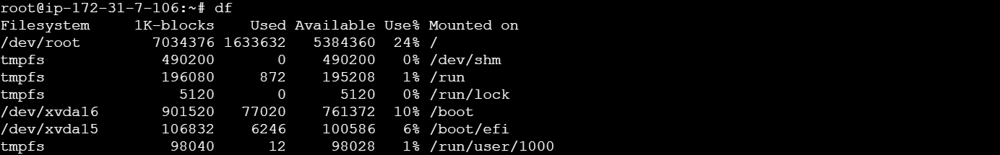 root@ip-172-31-7-106:~# df
Filesystem     1K-blocks    Used Available Use% Mounted on
/dev/root        7034376 1633632   5384360  24% /
tmpfs             490200       0    490200   0% /dev/shm
tmpfs             196080     872    195208   1% /run
tmpfs               5120       0      5120   0% /run/lock
/dev/xvda16       901520   77020    761372  10% /boot
/dev/xvda15       106832    6246    100586   6% /boot/efi
tmpfs              98040      12     98028   1% /run/user/1000